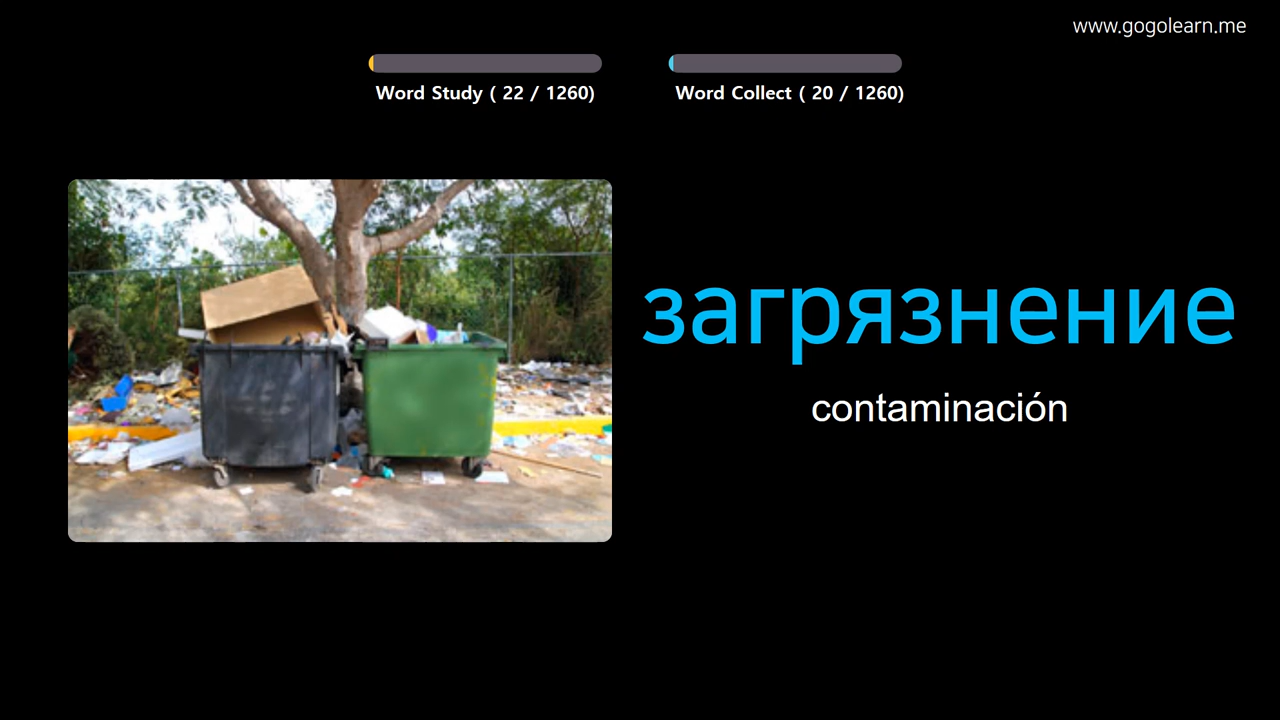 www.gogolearn.me
Word Study ( 22 / 1260)
Word Collect ( 20 / 1260)
загрязнение
contaminación